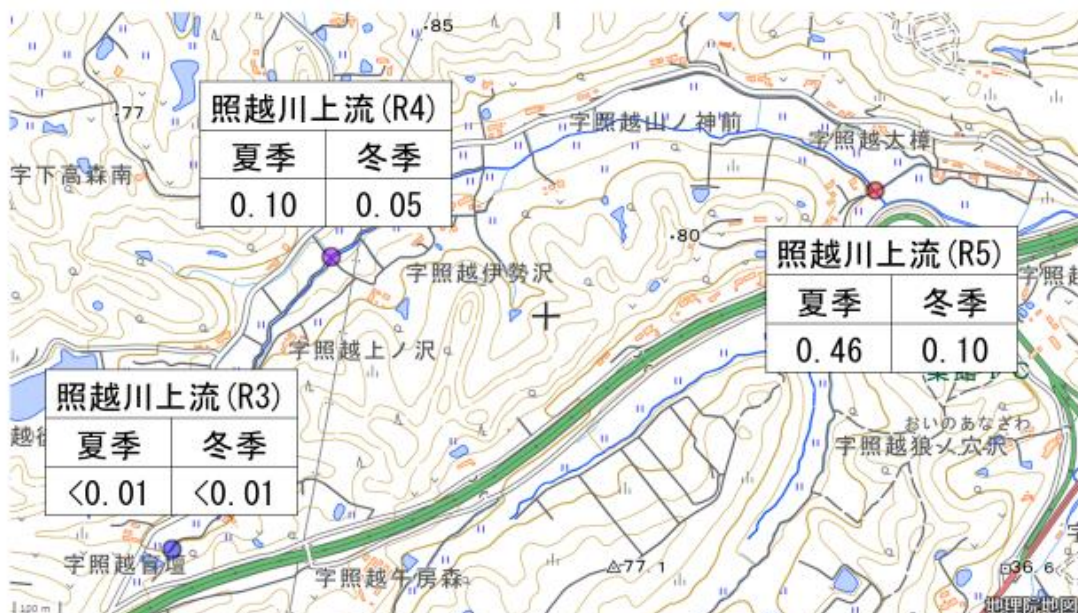 .85
.77
字下高森南
照越川上流(R4)
夏季 冬季
0.10 0.05
字照越山ノ神前
字照越大樟
.80
字照越伊勢沢
照越川上流(R5)
夏季 冬季
0.46 0.10
字照越上ノ沢
照越川上流(R3)
夏季 冬季
<0.01 <0.01
おいのあなざわ
字照越狼ノ穴沢
字照越午房森
77.1
36.6
100 m
地理院地図